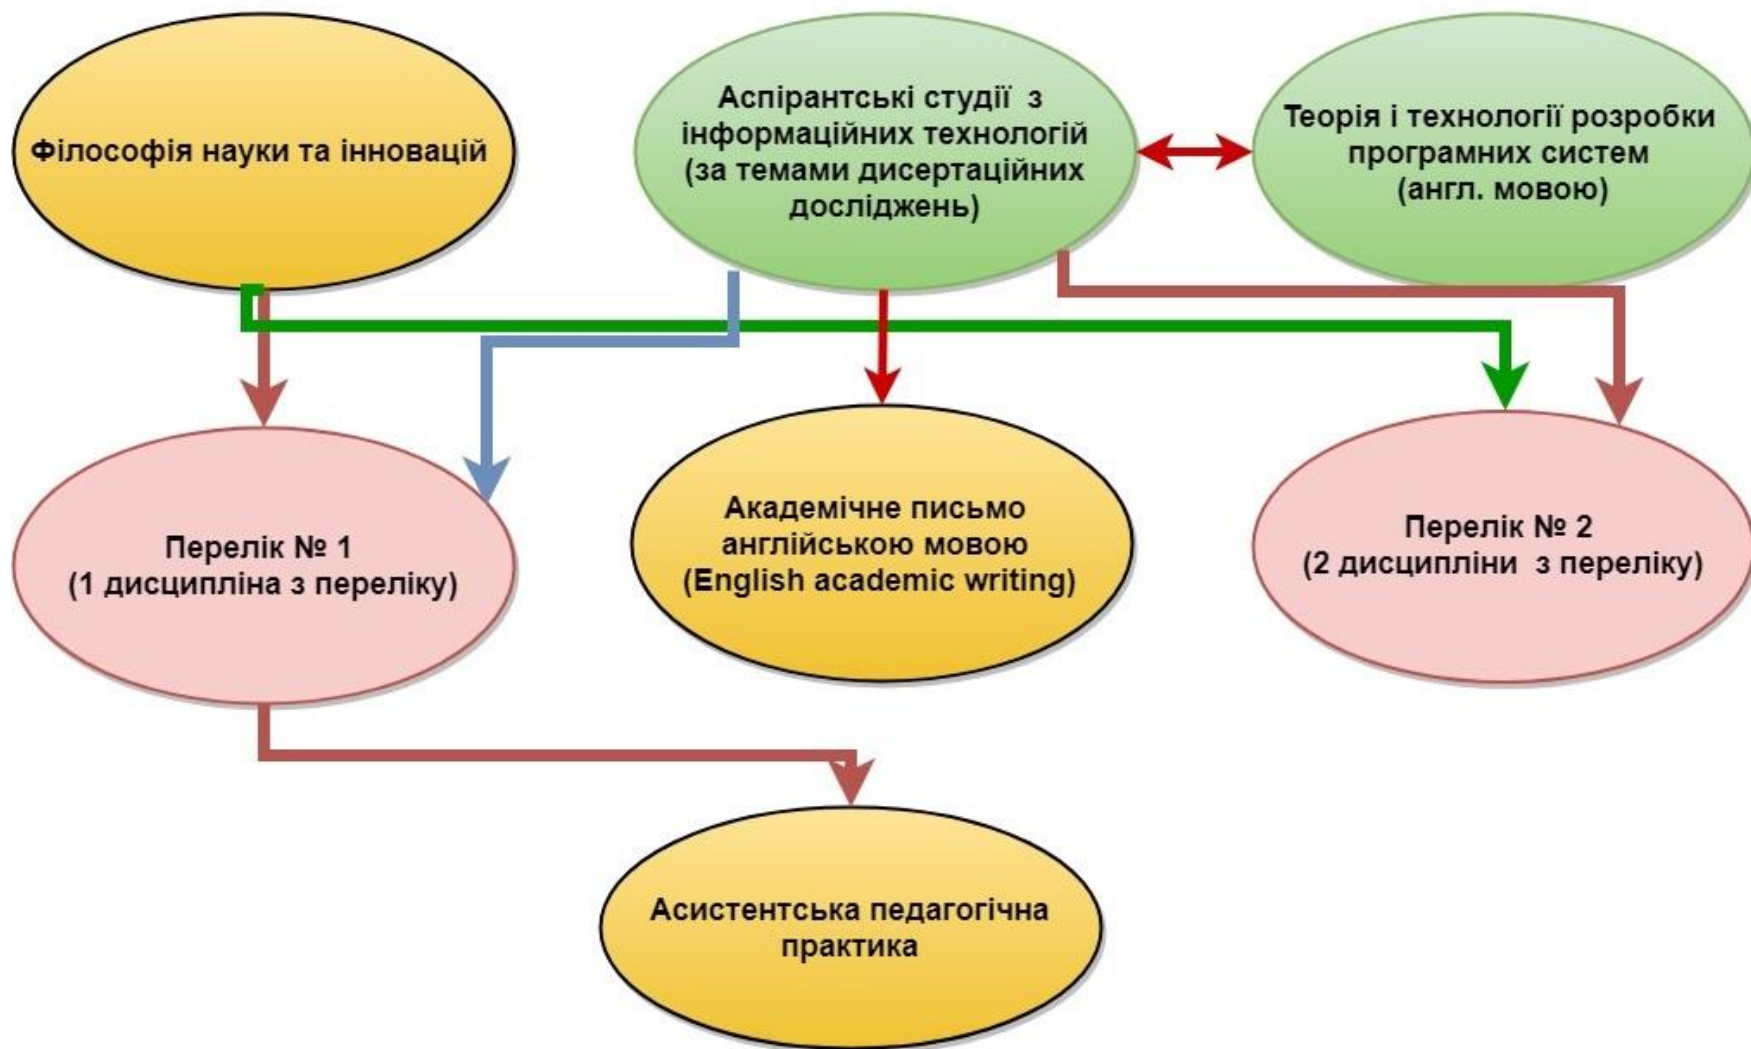 Філософія науки та інновацій
Аспірантські студії з
інформаційних технологій
(за темами дисертаційних
досліджень)
Теорія і технології розробки
програмних систем
(англ. мовою)
Перелік № 1
(1 дисципліна з переліку)
Академічне письмо
англійською мовою
(English academic writing)
Перелік № 2
(2 дисципліни з переліку)
Асистентська педагогічна
практика